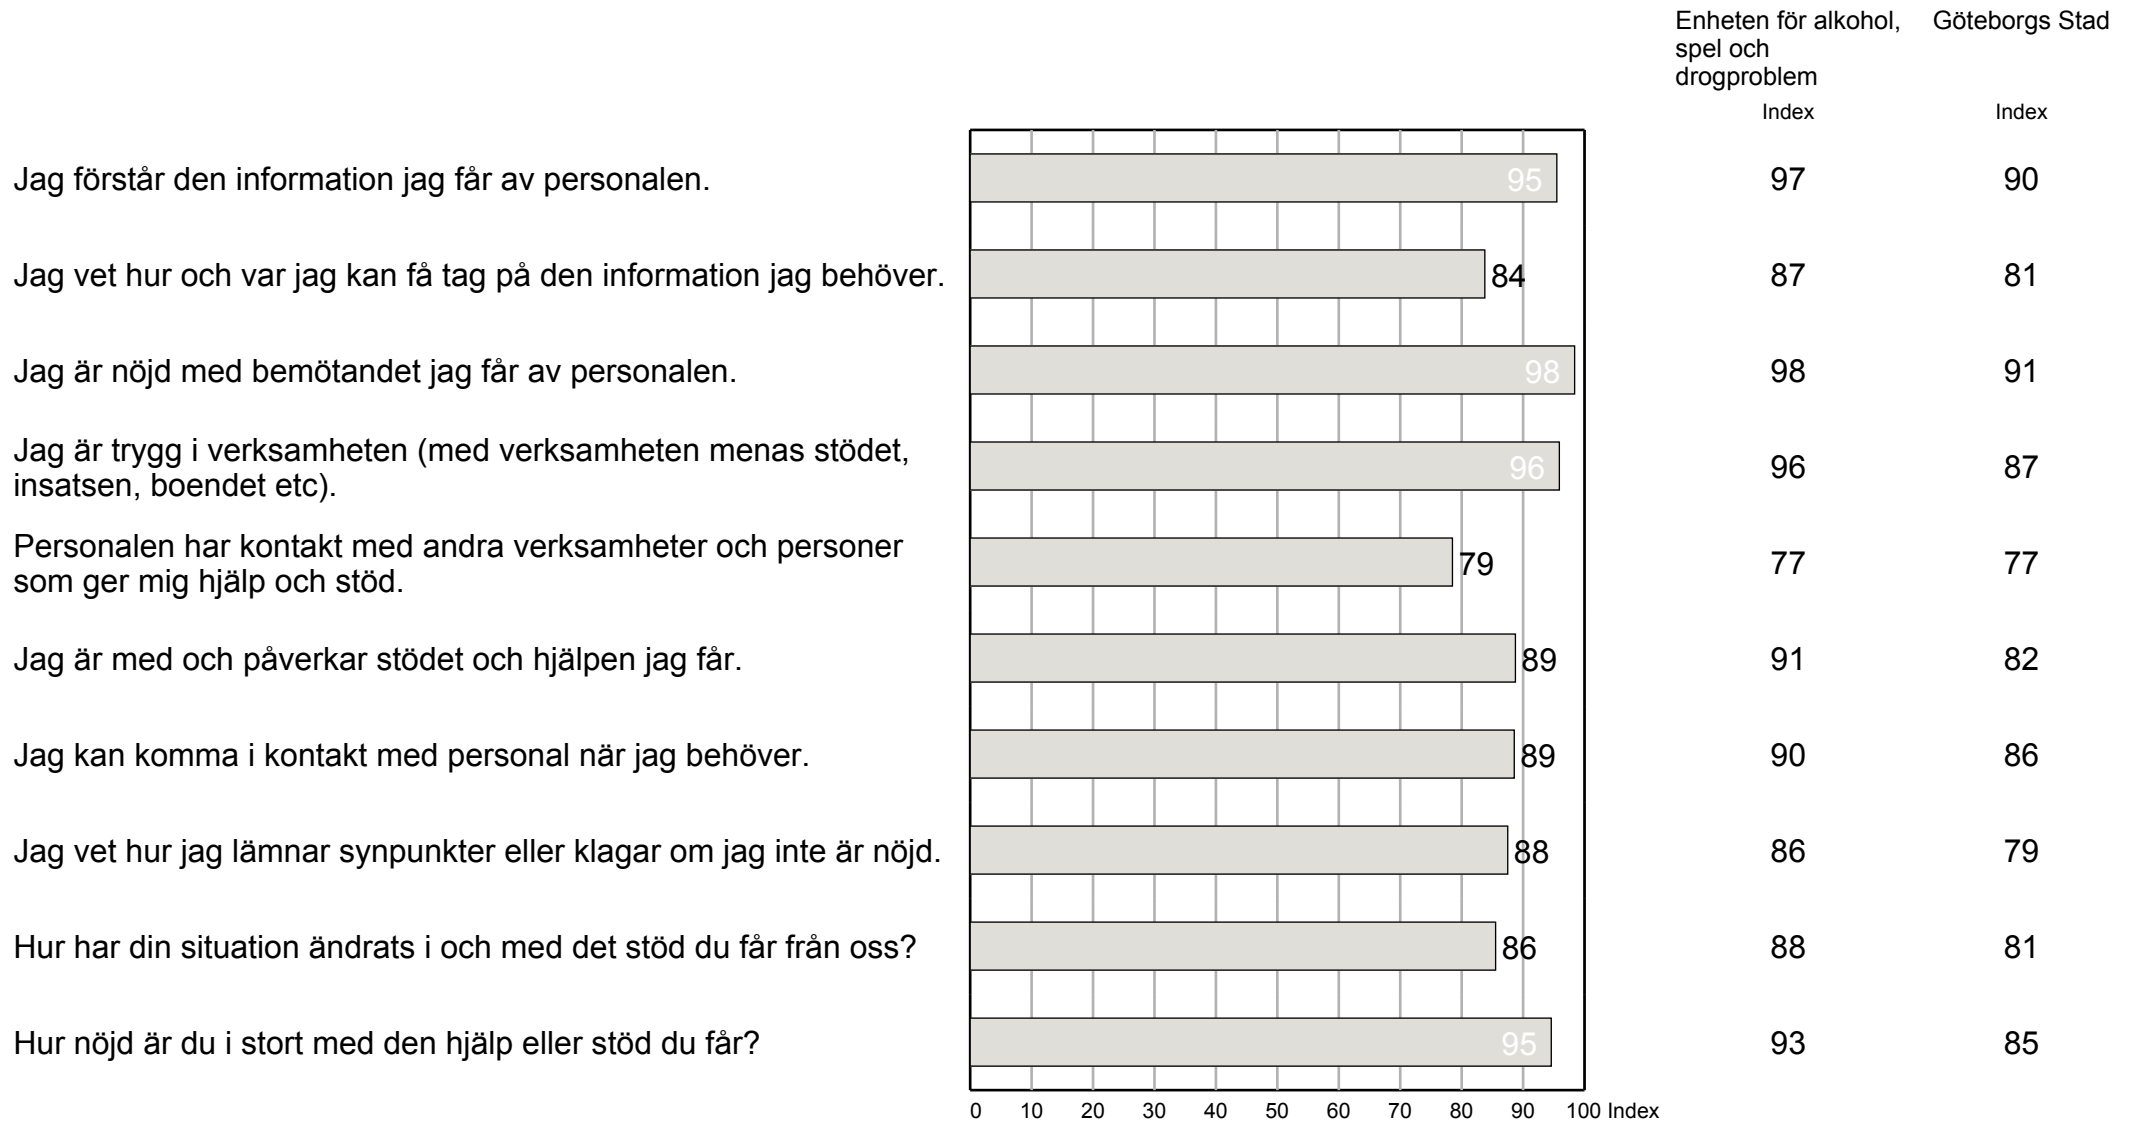 Enheten för alkohol, Göteborgs Stad
spel och
drogproblem
Index Index
Jag förstår den information jag får av personalen. 95 97 90
Jag vet hur och var jag kan få tag på den information jag behöver. 84 87 81
Jag är nöjd med bemötandet jag får av personalen. 98 98 91
Jag är trygg i verksamheten (med verksamheten menas stödet,
insatsen, boendet etc). 96 96 87
Personalen har kontakt med andra verksamheter och personer
som ger mig hjälp och stöd. 79 77 77
Jag är med och påverkar stödet och hjälpen jag får. 89 91 82
Jag kan komma i kontakt med personal när jag behöver. 89 90 86
Jag vet hur jag lämnar synpunkter eller klagar om jag inte är nöjd. 88 86 79
Hur har din situation ändrats i och med det stöd du får från oss? 86 88 81
Hur nöjd är du i stort med den hjälp eller stöd du får? 95 93 85
0 10 20 30 40 50 60 70 80 90 100 Index